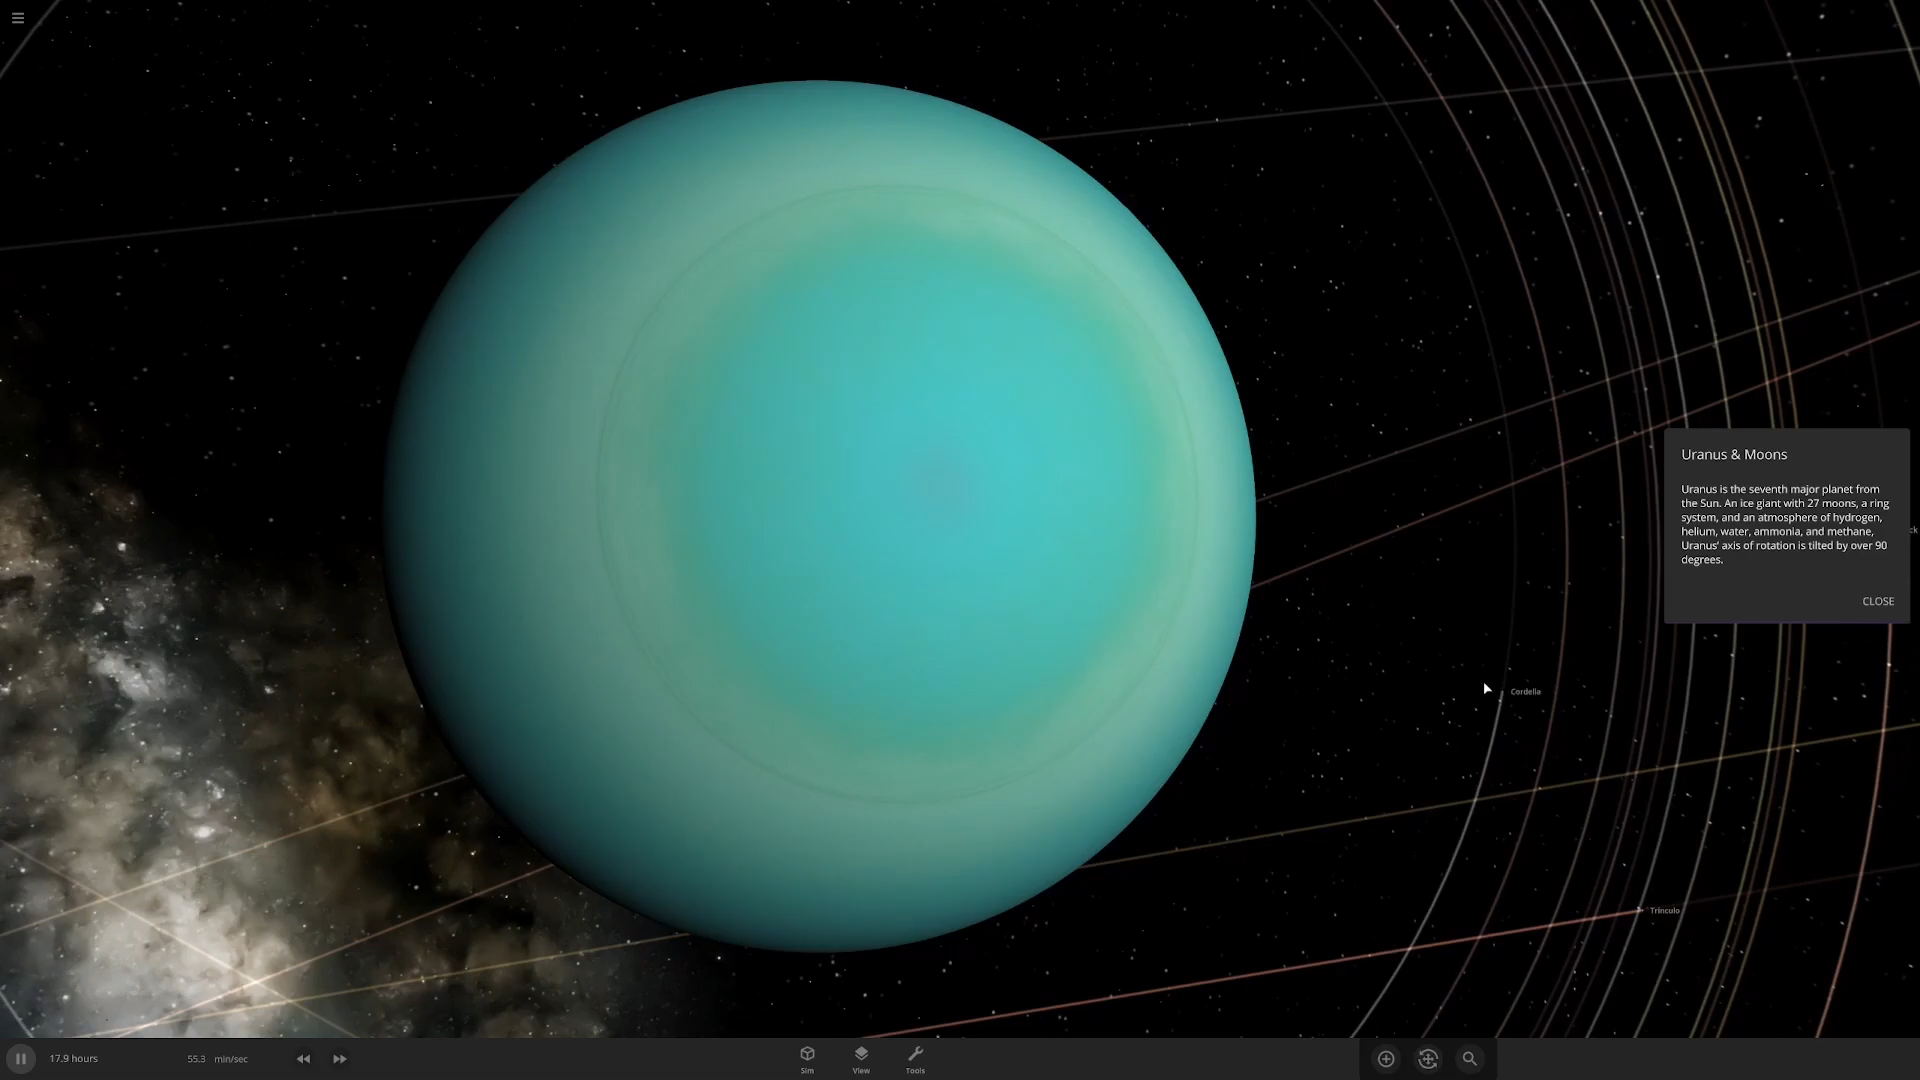 Uranus & Moons
Uranus is the seventh major planet from
the Sun. An ice giant with 27 moons, a ring
system, and an atmosphere of hydrogen,
helium, water, ammonia, and methane,
Uranus' axis of rotation is tilted by over 90
degrees.
CLOSE
Cordelia
Trinculo
17.9 hours
55.3 min/sec
Sim
View
Tools